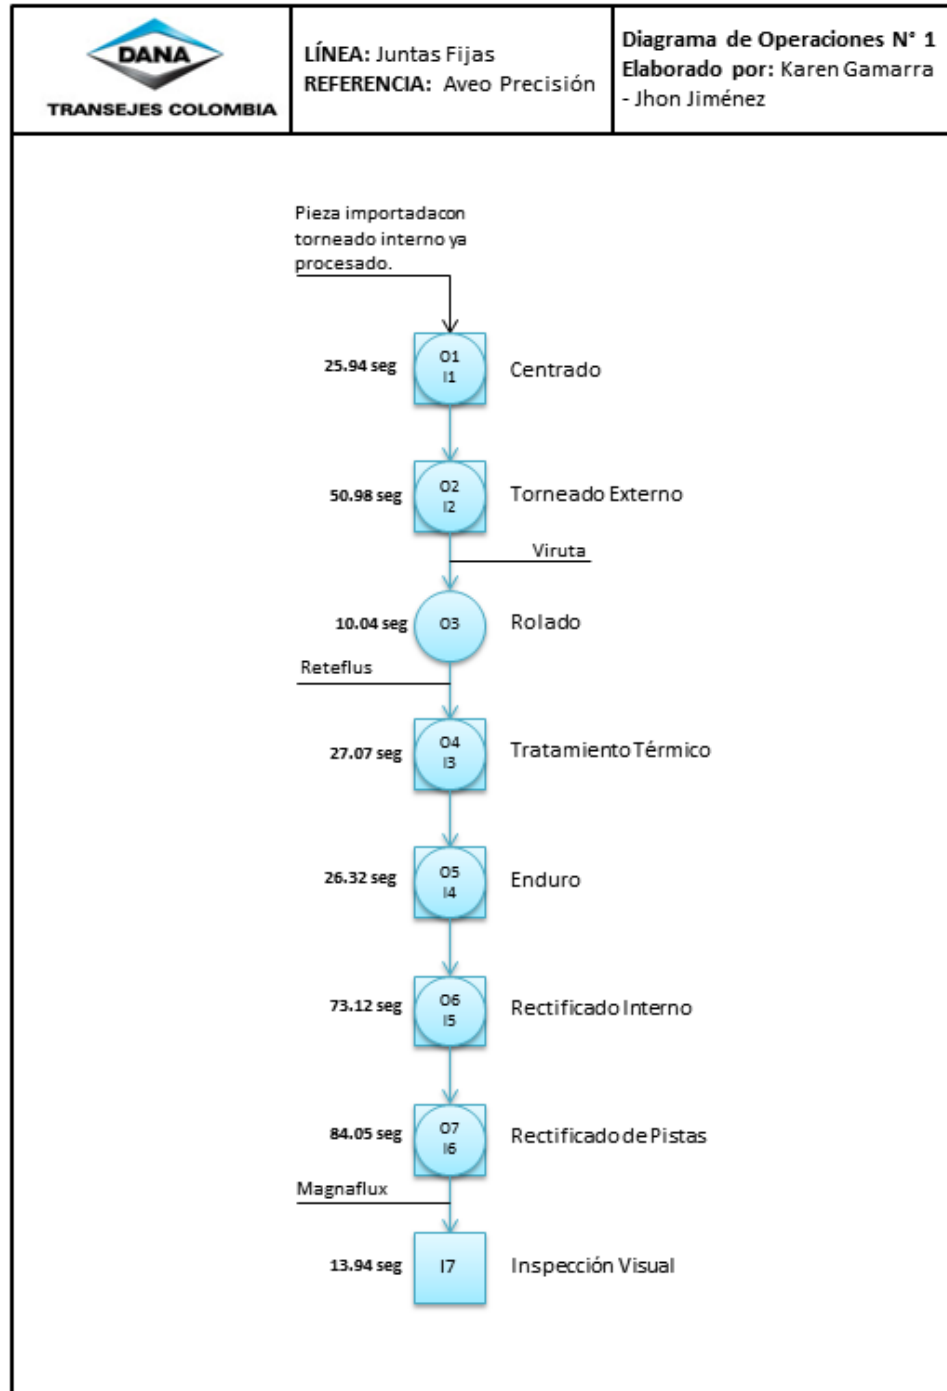 DANA
TRANSEJES COLOMBIA
LÍNEA: Juntas Fijas
REFERENCIA: Aveo Precisión
Diagrama de Operaciones N° 1
Elaborado por: Karen Gamarra
- Jhon Jiménez
Pieza importadacon
torneado interno ya
procesado.
25.94 seg
O1
I1
Centrado
50.98 seg
O2
I2
Torneado Externo
Viruta
10.04 seg
O3
Rolado
Reteflus
27.07 seg
O4
I3
Tratamiento Térmico
26.32 seg
O5
I4
Enduro
73.12 seg
O6
I5
Rectificado Interno
84.05 seg
O7
I6
Rectificado de Pistas
Magnaflux
13.94 seg
I7
Inspección Visual